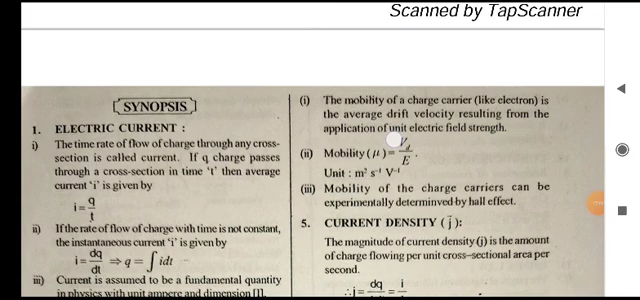 Scanned by TapScanner
SYNOPSIS
1. ELECTRIC CURRENT :
i) The time rate of flow of charge through any cross-
section is called current. If q charge passes
through a cross-section in time 't' then average
current 'i' is given by
i = q/t
ii) If the rate of flow of charge with time is not constant,
the instantaneous current 'i' is given by
i = dq/dt ⇒ q = ∫ idt
iii) Current is assumed to be a fundamental quantity
in physics with unit ampere and dimension [I].
(i) The mobility of a charge carrier (like electron) is
the average drift velocity resulting from the
application of unit electric field strength.
(ii) Mobility (μ) = V_d/E .
Unit : m² s⁻¹ V⁻¹
(iii) Mobility of the charge carriers can be
experimentally determinved by hall effect.
5. CURRENT DENSITY ( j⃗ ):
The magnitude of current density (j) is the amount
of charge flowing per unit cross-sectional area per
second.
∴ j = dq = i